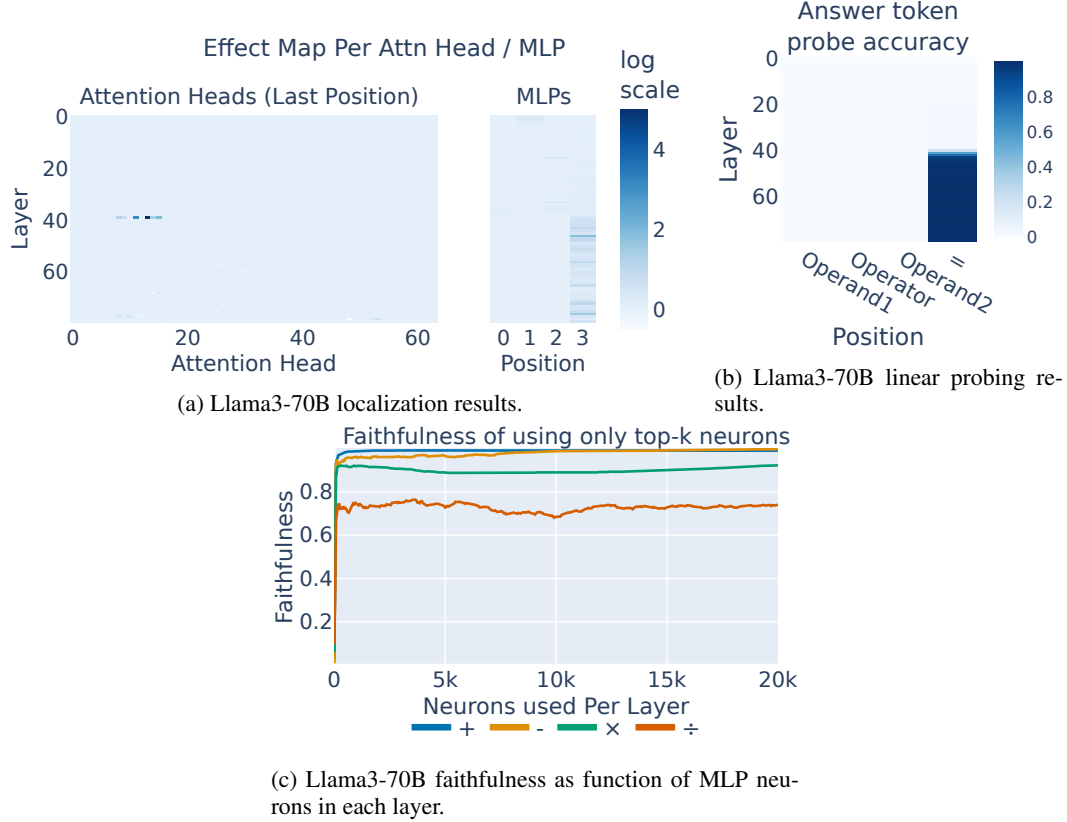 Effect Map Per Attn Head / MLP
Attention Heads (Last Position)
MLPs
log
scale
Layer
0
20
40
60
0
20
40
60
Attention Head
0 1 2 3
Position
4
2
0
(a) Llama3-70B localization results.
Answer token
probe accuracy
Layer
0
20
40
60
Operand1
Operator
Operand2
=
Position
0.8
0.6
0.4
0.2
0
(b) Llama3-70B linear probing re-
sults.
Faithfulness of using only top-k neurons
Faithfulness
0.8
0.6
0.4
0.2
0
5k
10k
15k
20k
Neurons used Per Layer
+ - × ÷
(c) Llama3-70B faithfulness as function of MLP neu-
rons in each layer.